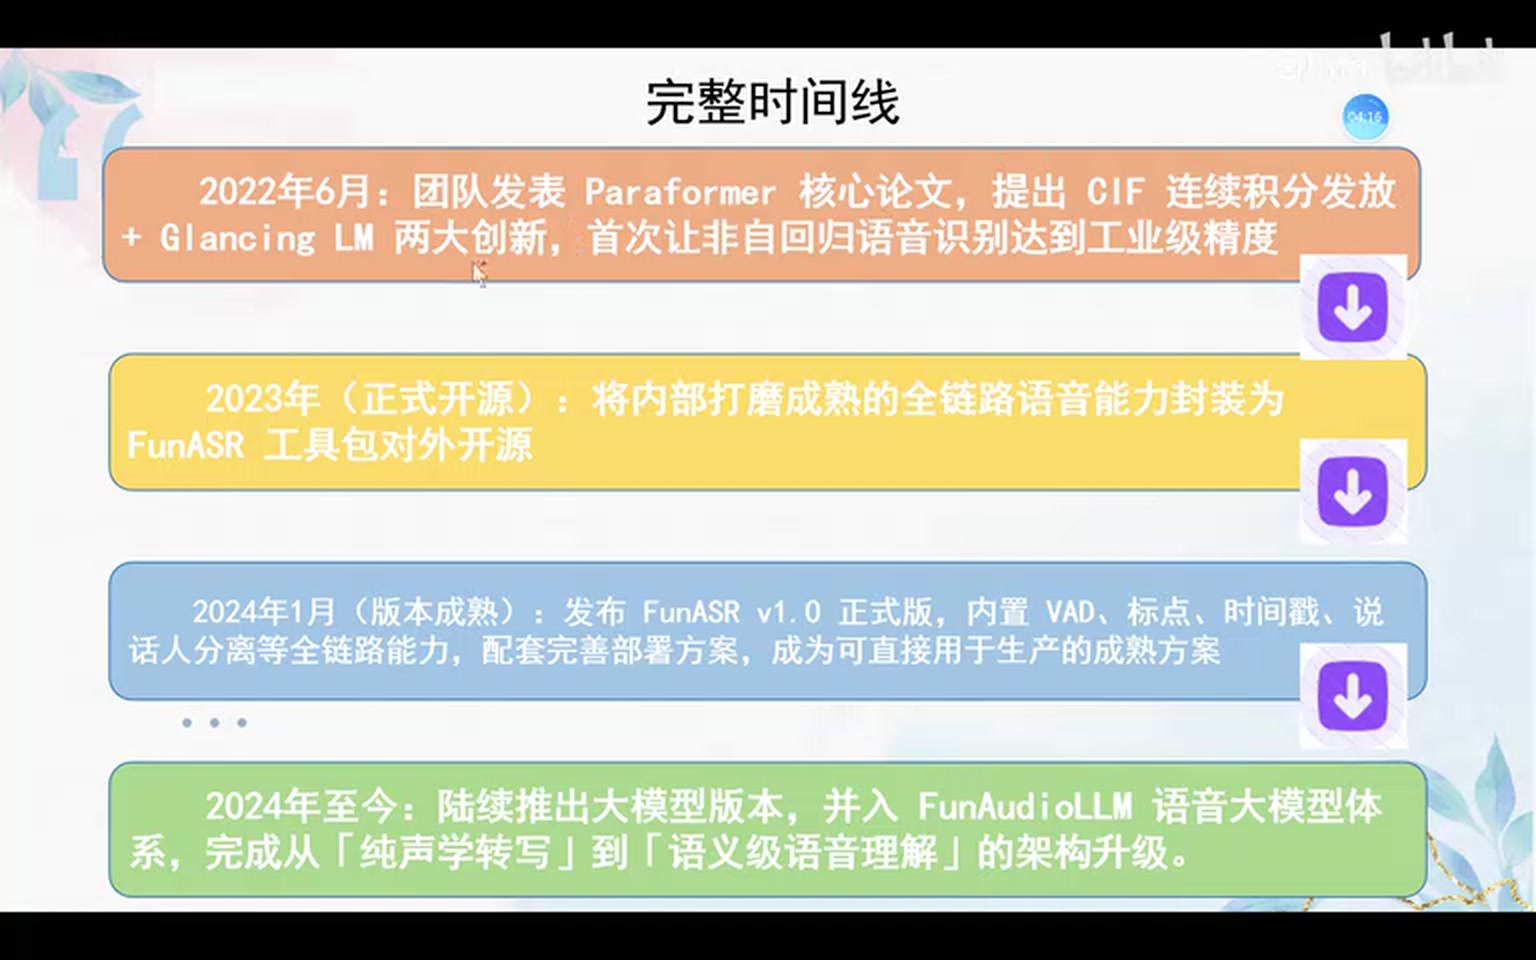 完整时间线
04:16
2022年6月：团队发表 Paraformer 核心论文，提出 CIF 连续积分发放
+ Glancing LM 两大创新，首次让非自回归语音识别达到工业级精度
2023年（正式开源）：将内部打磨成熟的全链路语音能力封装为
FunASR 工具包对外开源
2024年1月（版本成熟）：发布 FunASR v1.0 正式版，内置 VAD、标点、时间戳、说
话人分离等全链路能力，配套完善部署方案，成为可直接用于生产的成熟方案
2024年至今：陆续推出大模型版本，并入 FunAudioLLM 语音大模型体
系，完成从「纯声学转写」到「语义级语音理解」的架构升级。